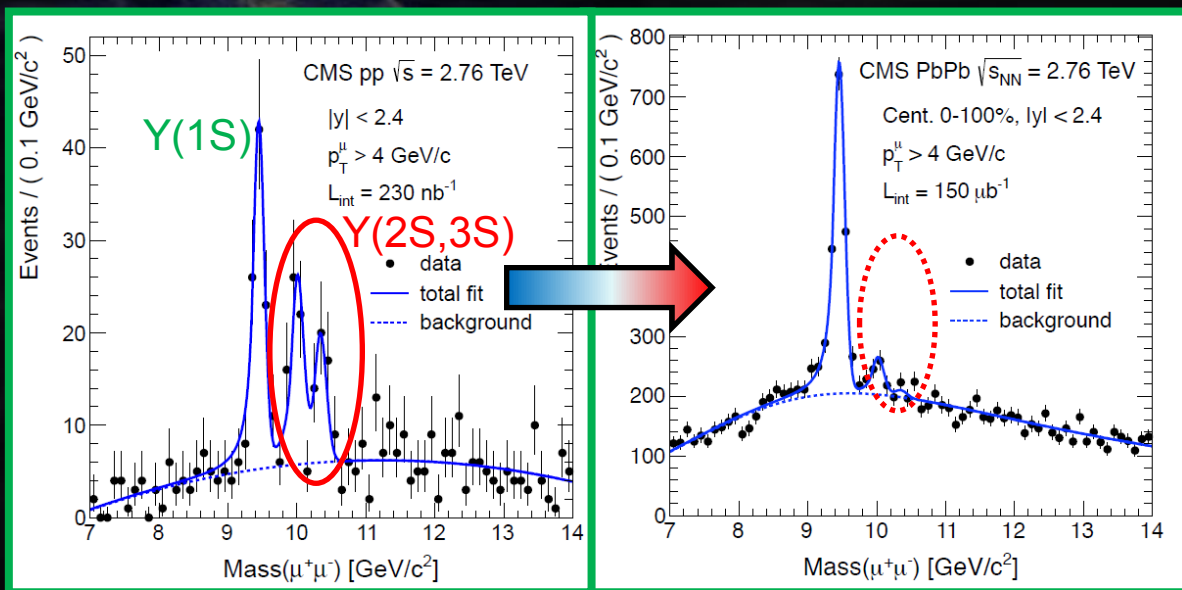 Events / ( 0.1 GeV/c² )
50
40
30
20
10
0
CMS pp √s = 2.76 TeV
|y| < 2.4
p_T^μ > 4 GeV/c
L_int = 230 nb⁻¹
Υ(1S)
Υ(2S,3S)
data
total fit
background
7 8 9 10 11 12 13 14
Mass(μ⁺μ⁻) [GeV/c²]
Events / ( 0.1 GeV/c² )
800
700
600
500
400
300
200
100
0
CMS PbPb √s_NN = 2.76 TeV
Cent. 0-100%, |y| < 2.4
p_T^μ > 4 GeV/c
L_int = 150 μb⁻¹
data
total fit
background
7 8 9 10 11 12 13 14
Mass(μ⁺μ⁻) [GeV/c²]